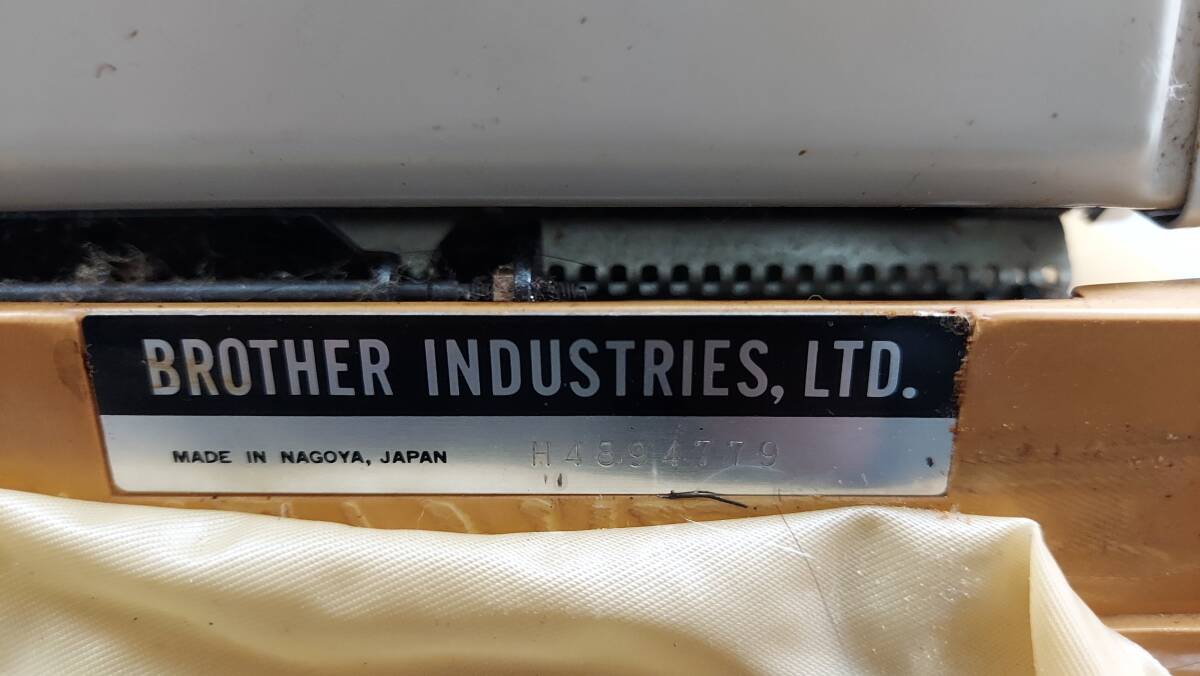 BROTHER INDUSTRIES, LTD.
MADE IN NAGOYA, JAPAN H4894779